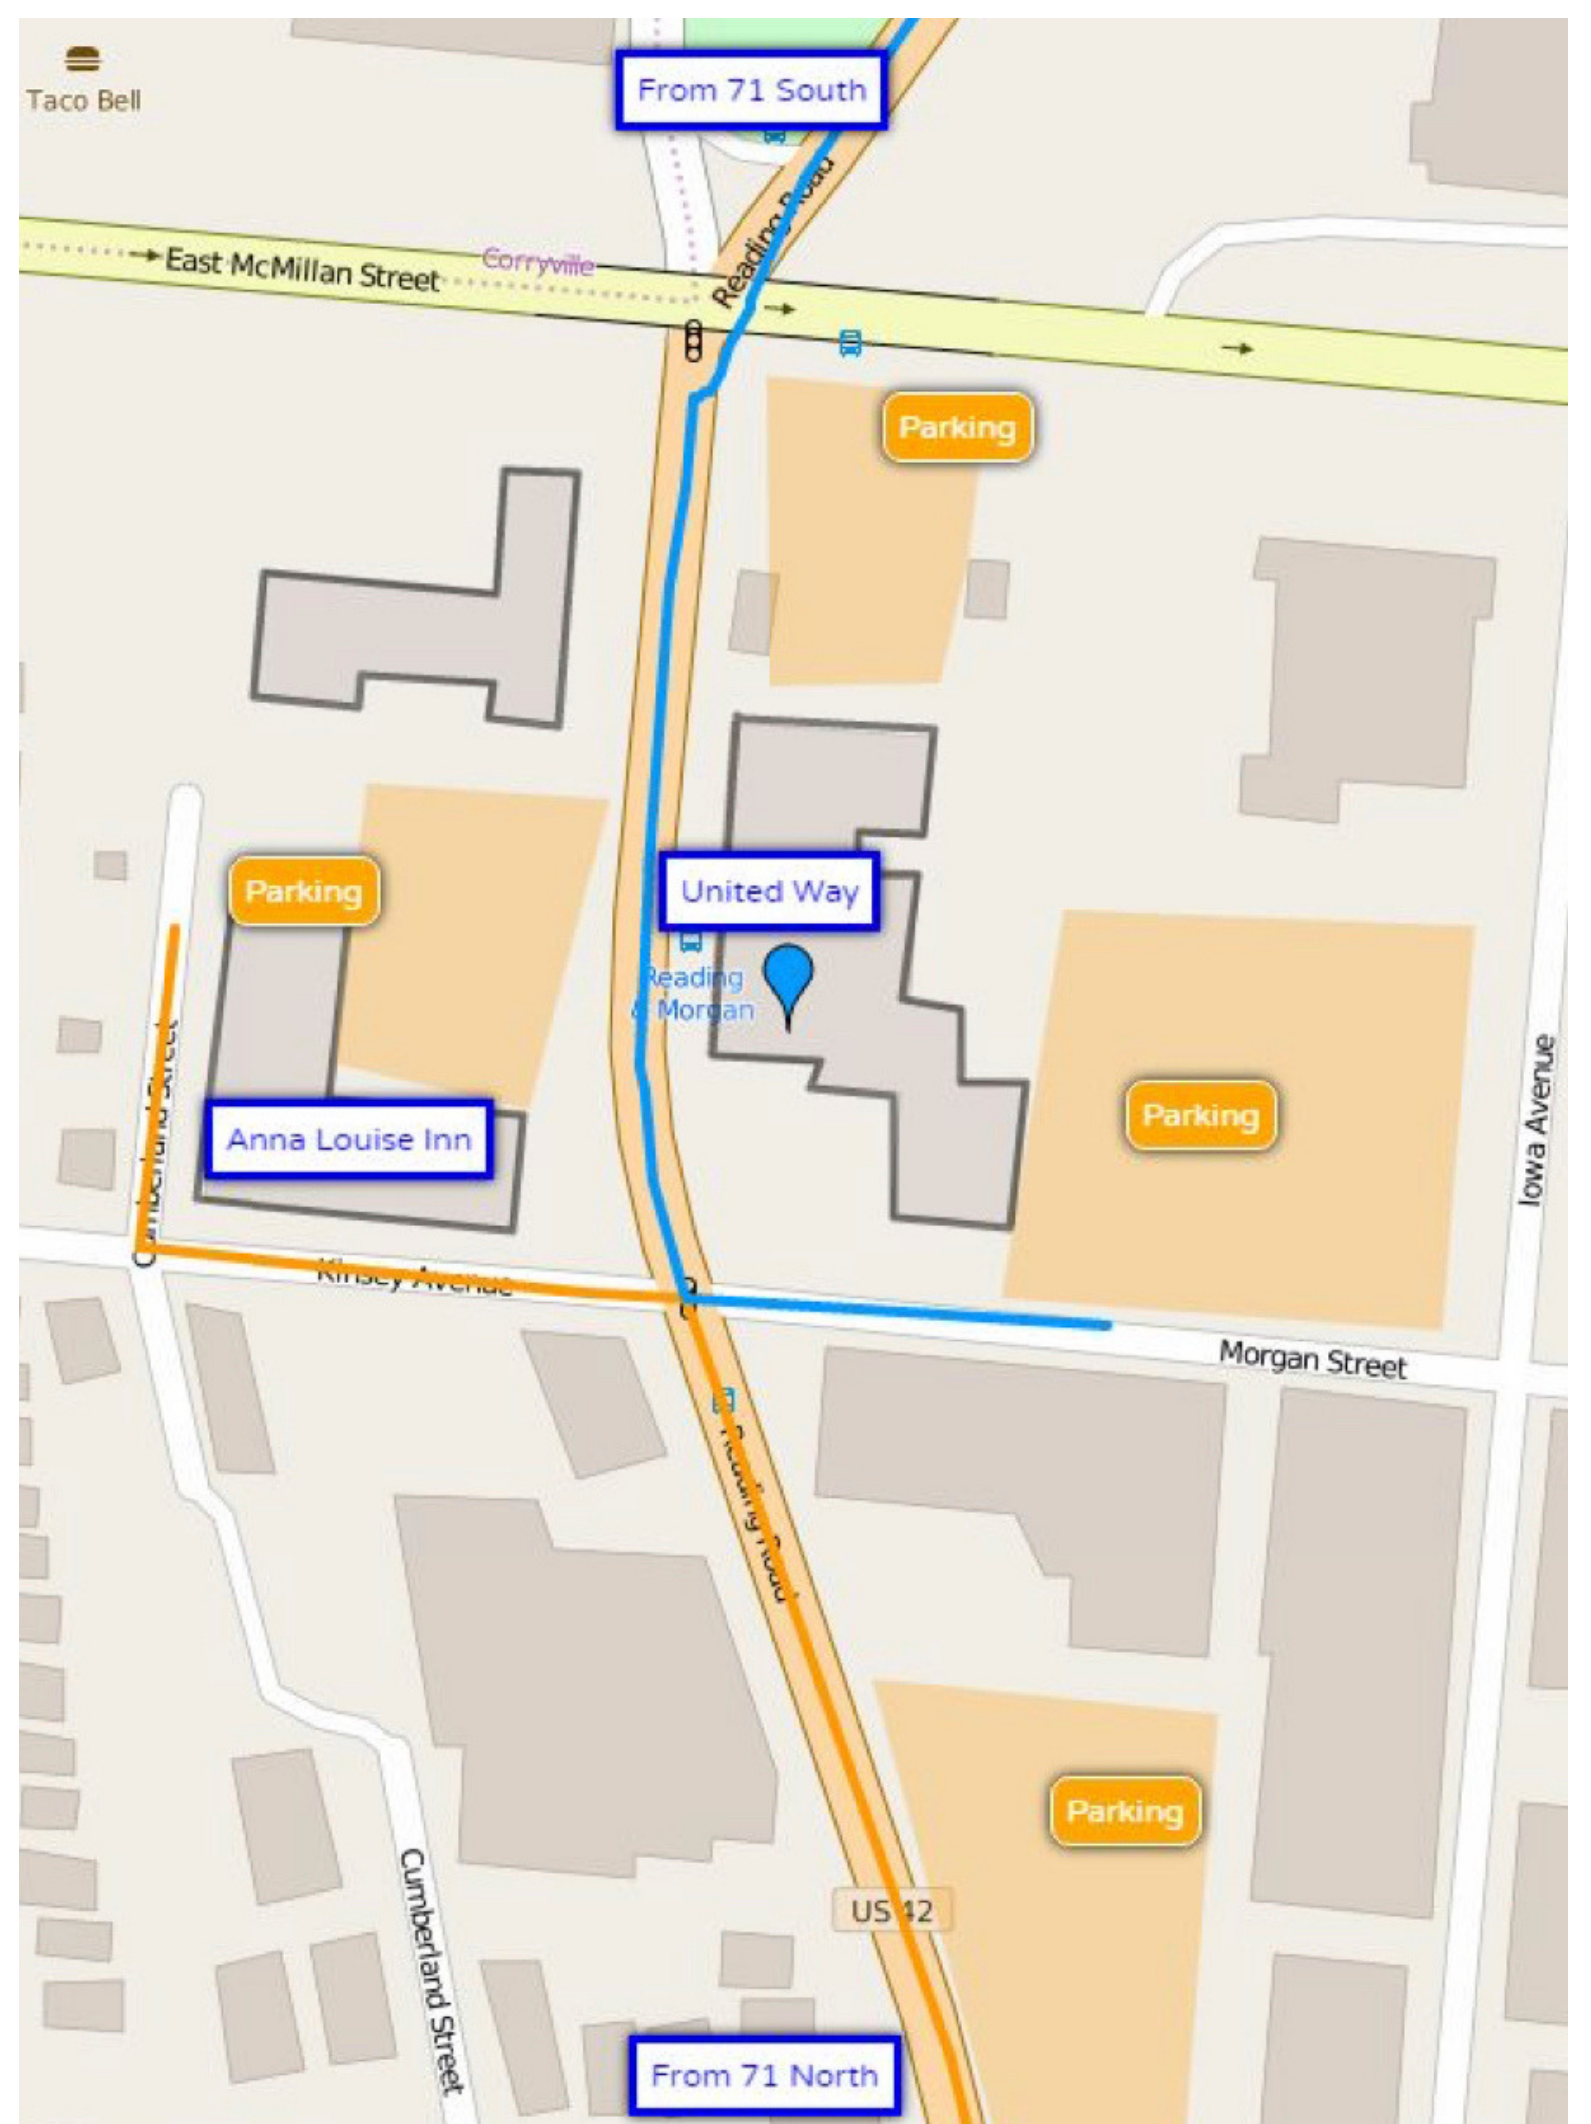 From 71 South
Taco Bell
Reading Road
East McMillan Street
Corryville
Parking
Parking
United Way
Reading
& Morgan
Parking
Anna Louise Inn
Iowa Avenue
Cumberland Street
Kinsey Avenue
Morgan Street
Reading Road
Parking
US 42
Cumberland Street
From 71 North